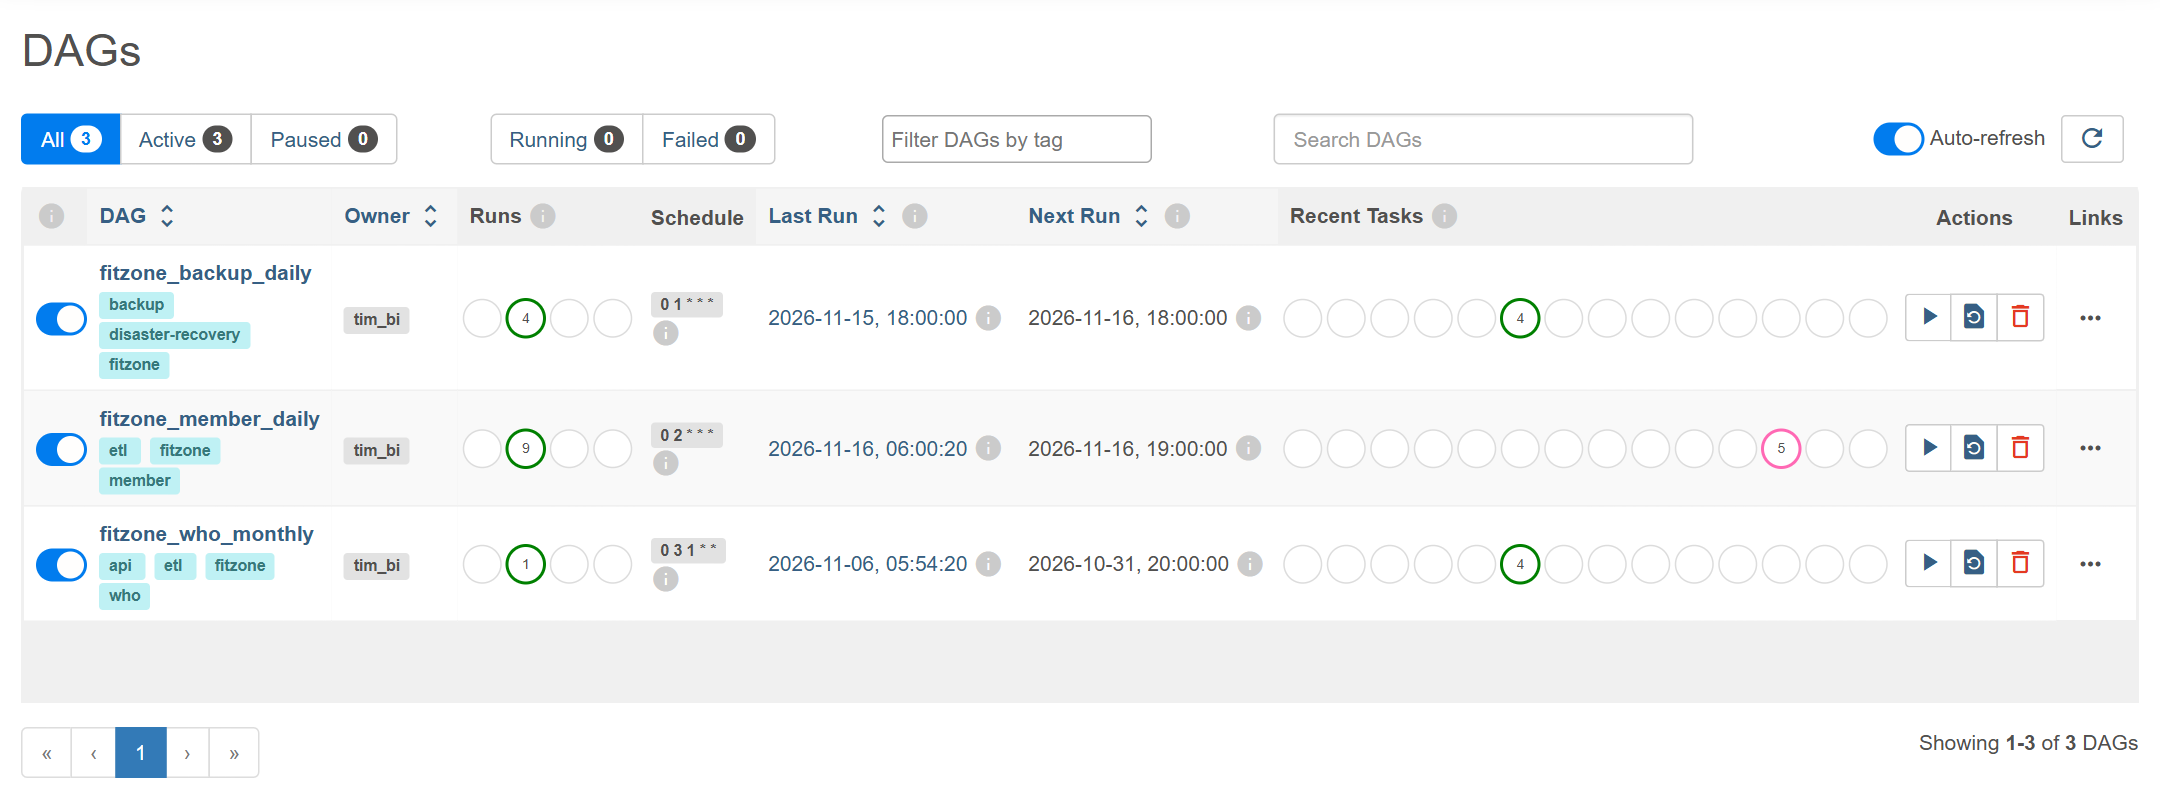 DAGs
All 3 Active 3 Paused 0 Running 0 Failed 0 Filter DAGs by tag Search DAGs Auto-refresh
DAG Owner Runs Schedule Last Run Next Run Recent Tasks Actions Links
fitzone_backup_daily
backup
disaster-recovery
fitzone
tim_bi 4 0 1 * * * 2026-11-15, 18:00:00 2026-11-16, 18:00:00 4
fitzone_member_daily
etl fitzone
member
tim_bi 9 0 2 * * * 2026-11-16, 06:00:20 2026-11-16, 19:00:00 5
fitzone_who_monthly
api etl fitzone
who
tim_bi 1 0 3 1 * * 2026-11-06, 05:54:20 2026-10-31, 20:00:00 4
« ‹ 1 › »
Showing 1-3 of 3 DAGs